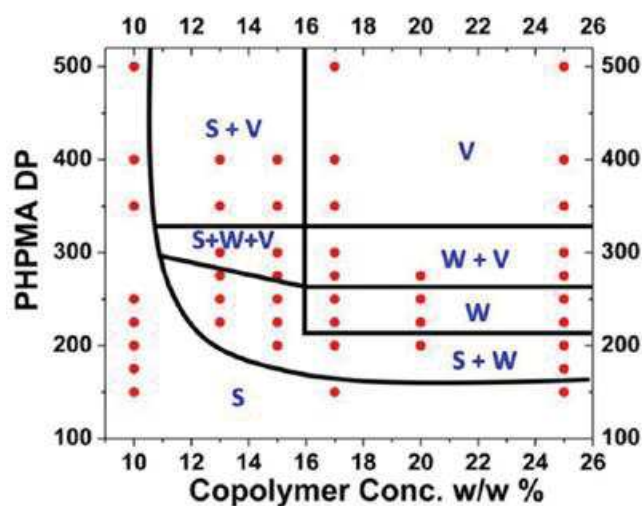 10 12 14 16 18 20 22 24 26
500 500
S + V
V
400 400
PHPMA DP
300 S+W+V 300
W + V
W
200 200
S + W
S
100 100
10 12 14 16 18 20 22 24 26
Copolymer Conc. w/w %